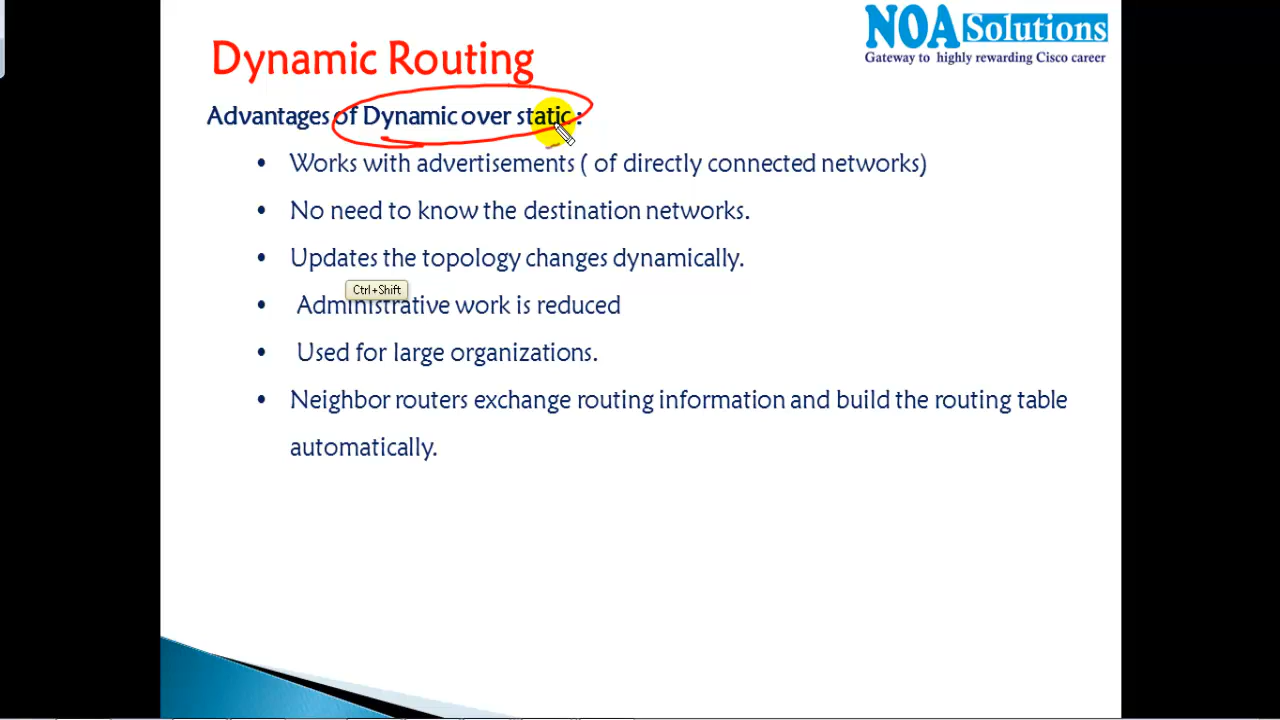 NOA Solutions
Gateway to highly rewarding Cisco career
Dynamic Routing
Advantages of Dynamic over static :
• Works with advertisements ( of directly connected networks)
• No need to know the destination networks.
• Updates the topology changes dynamically.
Ctrl+Shift
• Administrative work is reduced
• Used for large organizations.
• Neighbor routers exchange routing information and build the routing table
automatically.